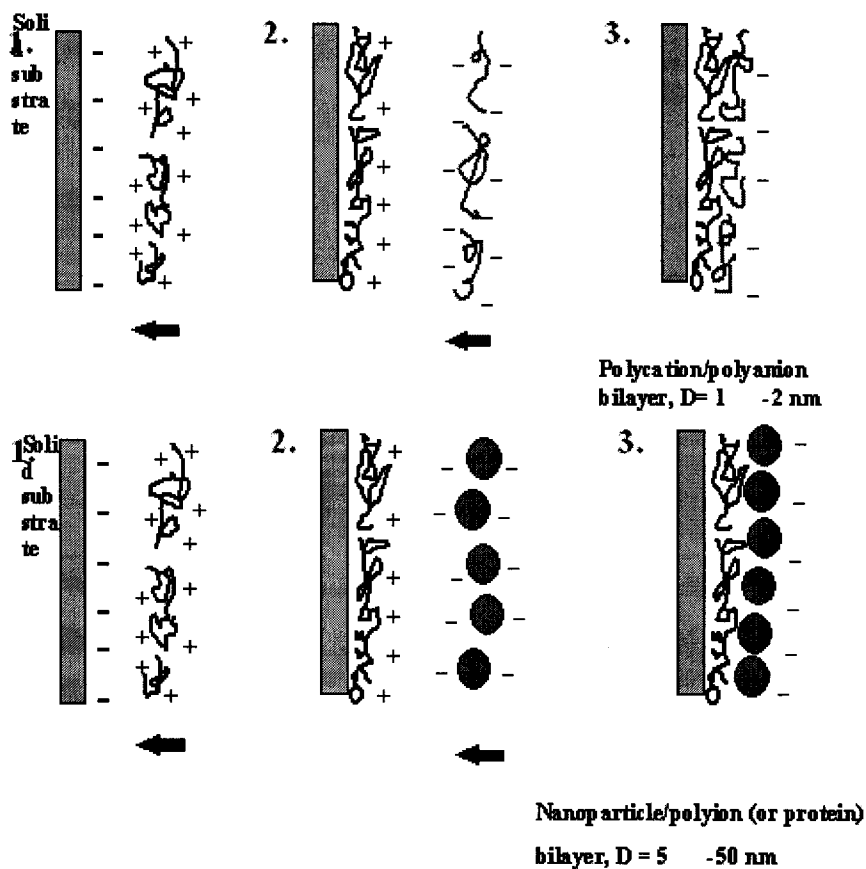 Soli
d
sub
stra
te
1.
2.
3.
Polycation/polyanion
bilayer, D= 1 -2 nm
Soli
d
sub
stra
te
1.
2.
3.
Nanoparticle/polyion (or protein)
bilayer, D = 5 -50 nm